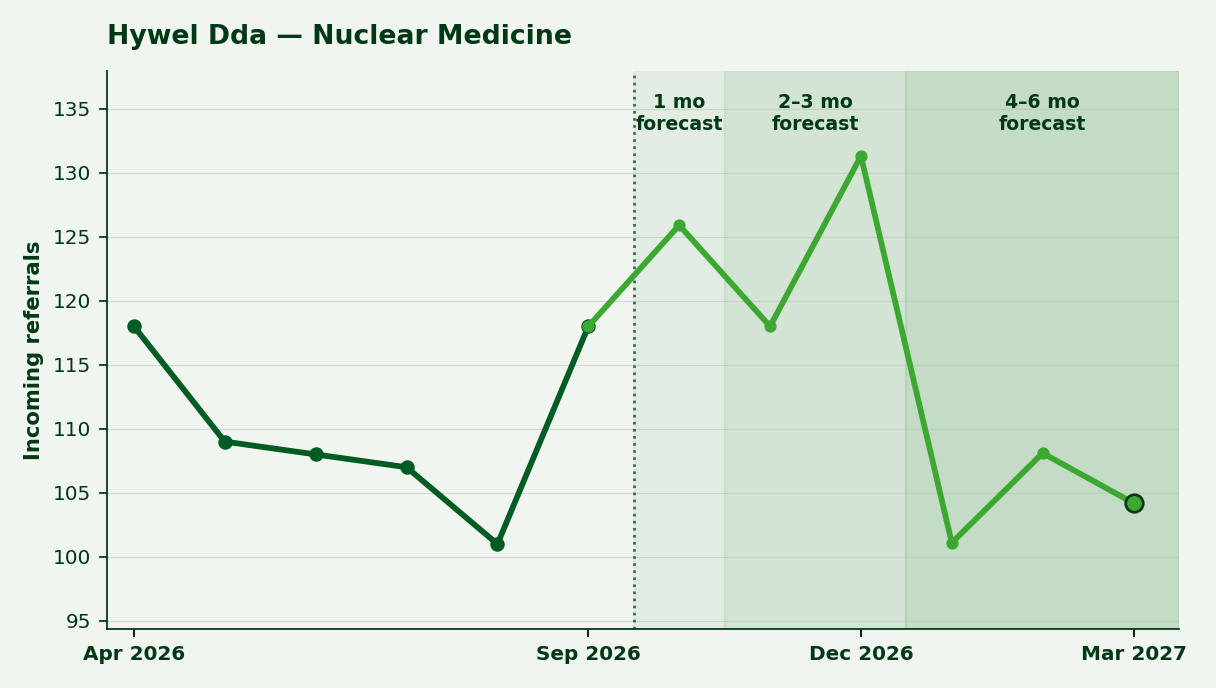 Hywel Dda — Nuclear Medicine
1 mo
forecast
2–3 mo
forecast
4–6 mo
forecast
Incoming referrals
135
130
125
120
115
110
105
100
95
Apr 2026
Sep 2026
Dec 2026
Mar 2027